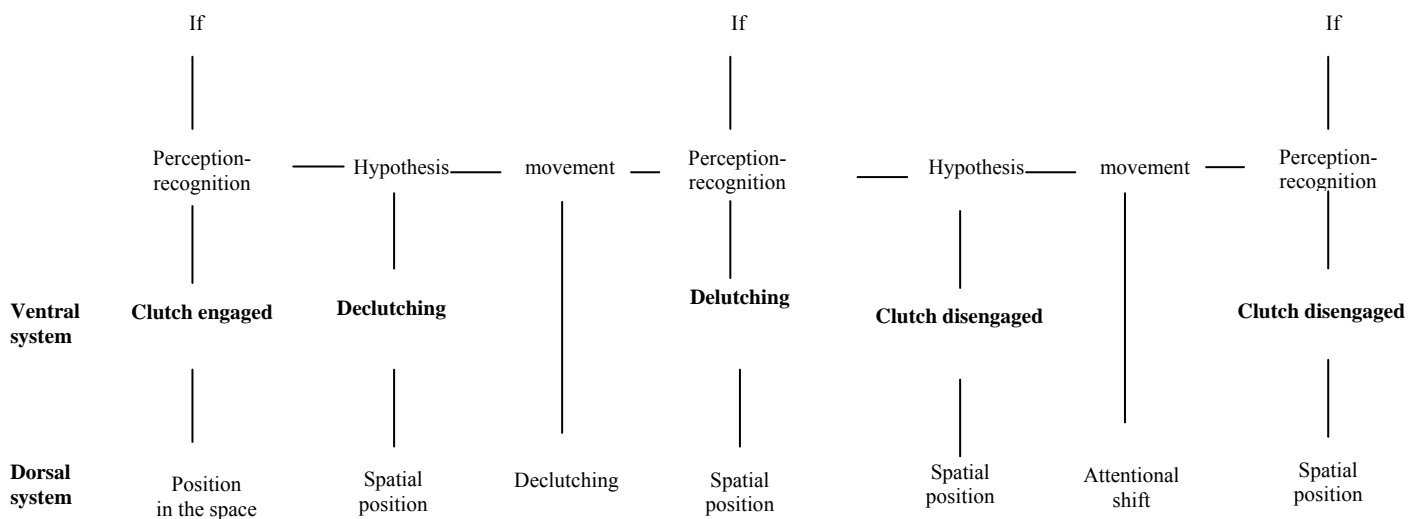 If If If
Perception- Perception- Perception-
recognition Hypothesis movement recognition Hypothesis movement recognition
Ventral system Clutch engaged Declutching Delutching Clutch disengaged Clutch disengaged
Dorsal system Position in the space Spatial position Declutching Spatial position Spatial position Attentional shift Spatial position